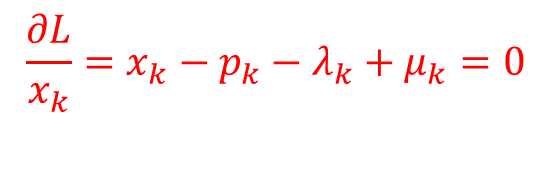 ∂L/x_k = x_k − p_k − λ_k + μ_k = 0